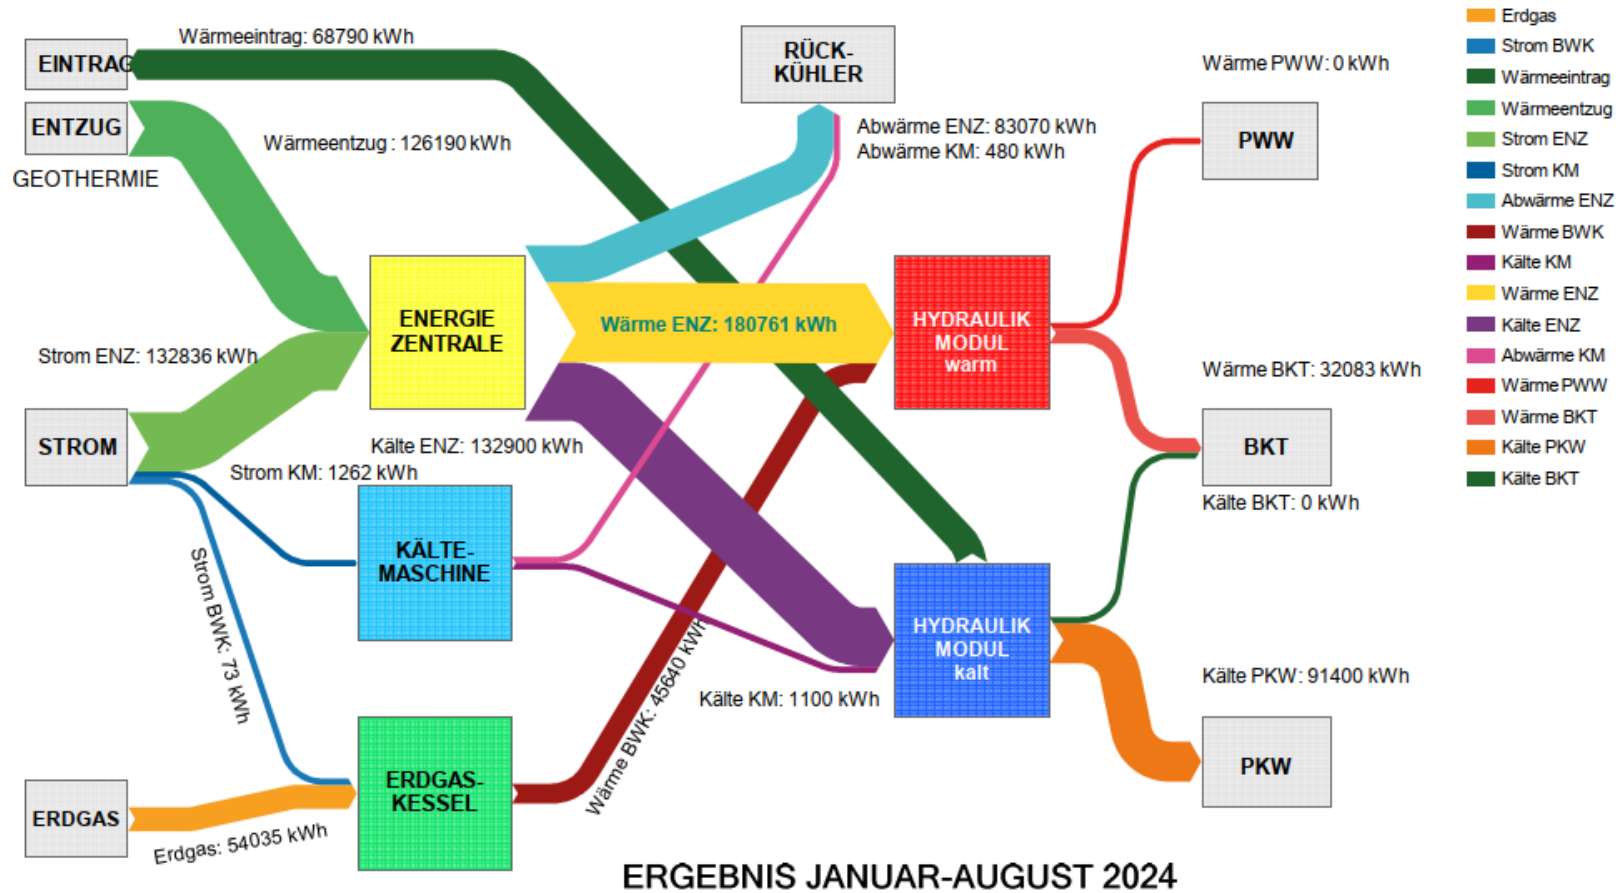 Wärmeeintrag: 68790 kWh
EINTRAG
ENTZUG
GEOTHERMIE
Wärmeentzug : 126190 kWh
RÜCK-
KÜHLER
Abwärme ENZ: 83070 kWh
Abwärme KM: 480 kWh
Wärme PWW: 0 kWh
PWW
ENERGIE
ZENTRALE
Wärme ENZ: 180761 kWh
HYDRAULIK
MODUL
warm
Strom ENZ: 132836 kWh
STROM
Kälte ENZ: 132900 kWh
Strom KM: 1262 kWh
Wärme BKT: 32083 kWh
BKT
Kälte BKT: 0 kWh
KÄLTE-
MASCHINE
Strom BWK: 73 kWh
HYDRAULIK
MODUL
kalt
Kälte KM: 1100 kWh
Wärme BWK: 45640 kWh
Kälte PKW: 91400 kWh
PKW
ERDGAS-
KESSEL
ERDGAS
Erdgas: 54035 kWh
ERGEBNIS JANUAR-AUGUST 2024
Erdgas
Strom BWK
Wärmeeintrag
Wärmeentzug
Strom ENZ
Strom KM
Abwärme ENZ
Wärme BWK
Kälte KM
Wärme ENZ
Kälte ENZ
Abwärme KM
Wärme PWW
Wärme BKT
Kälte PKW
Kälte BKT